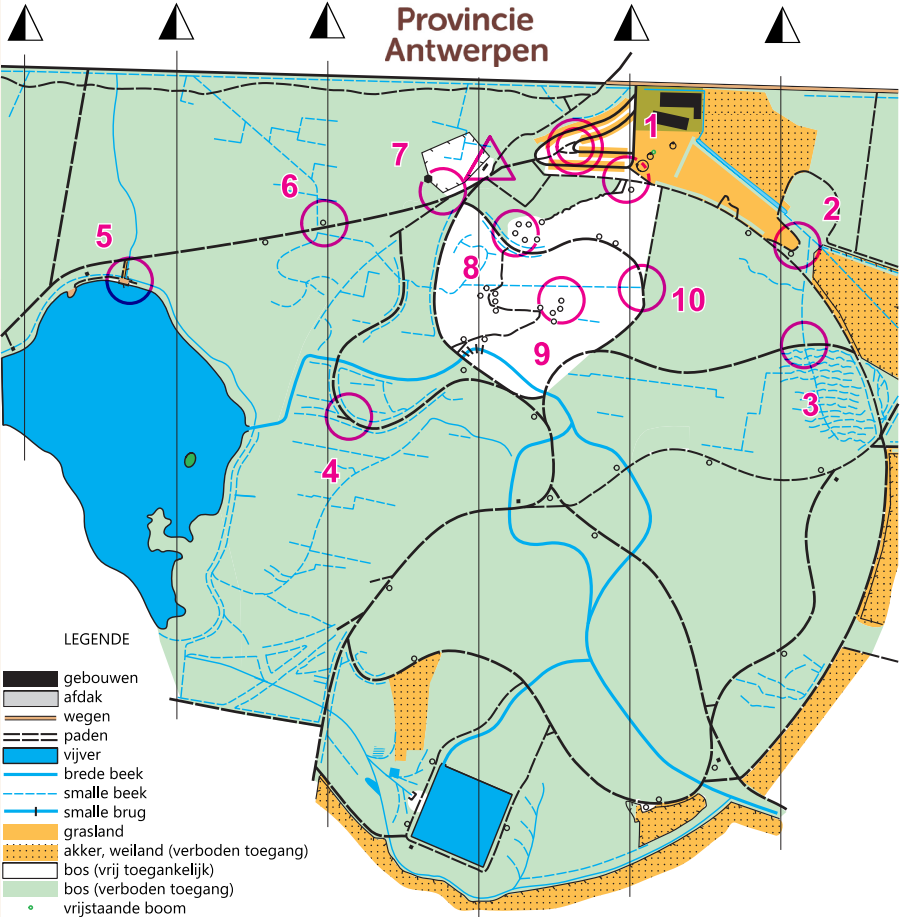 Provincie
Antwerpen
1
7
6
2
5
8
10
9
3
4
LEGENDE
gebouwen
afdak
wegen
paden
vijver
brede beek
smalle beek
smalle brug
grasland
akker, weiland (verboden toegang)
bos (vrij toegankelijk)
bos (verboden toegang)
vrijstaande boom